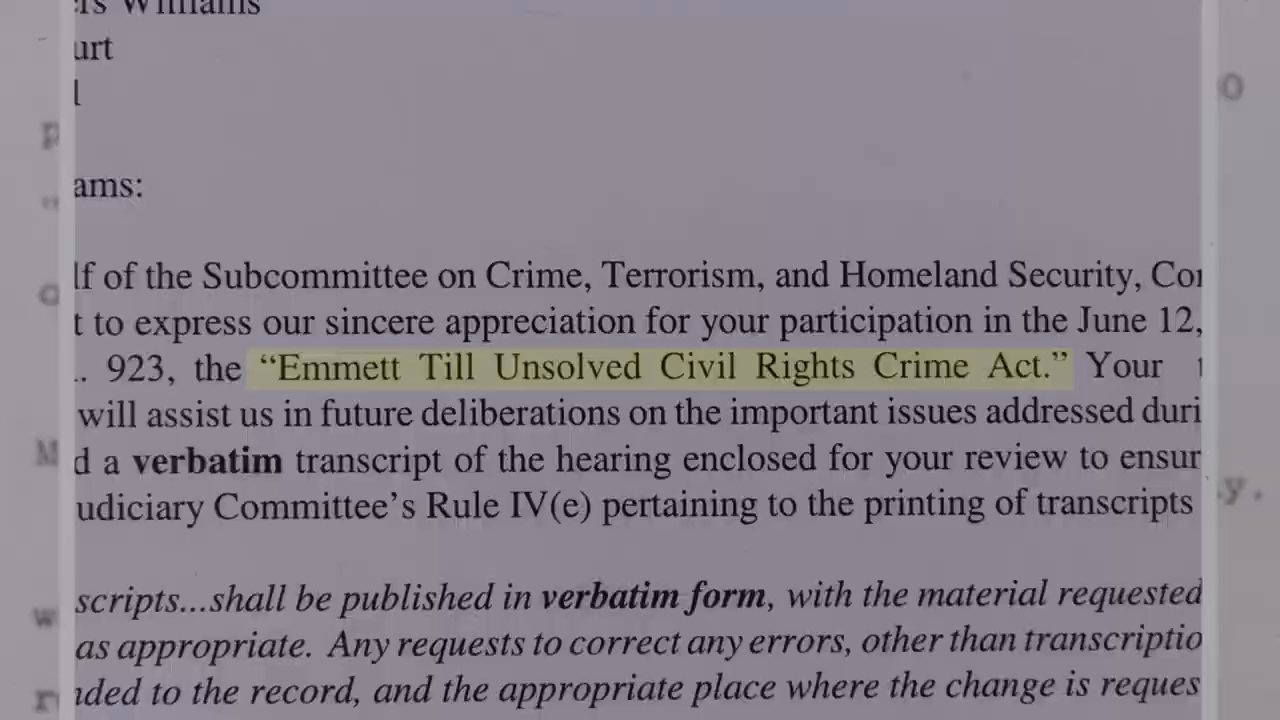 Williams
urt
ams:
lf of the Subcommittee on Crime, Terrorism, and Homeland Security,
t to express our sincere appreciation for your participation in the June 12,
. 923, the “Emmett Till Unsolved Civil Rights Crime Act.” Your
will assist us in future deliberations on the important issues addressed duri
d a verbatim transcript of the hearing enclosed for your review to ensur
udiciary Committee’s Rule IV(e) pertaining to the printing of transcripts
scripts...shall be published in verbatim form, with the material requested
as appropriate. Any requests to correct any errors, other than transcriptio
nded to the record, and the appropriate place where the change is reques